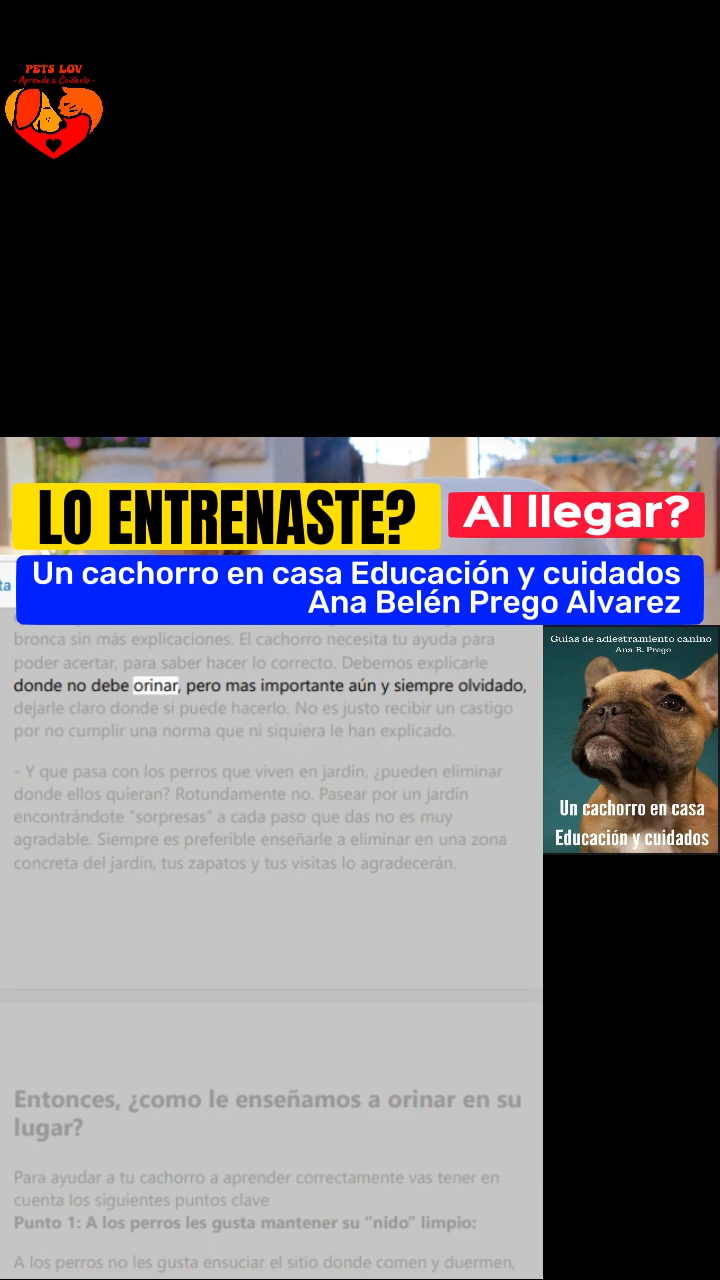 PETS LOV
- Aprende a Cuidarlo -
LO ENTRENASTE?
Al llegar?
Un cachorro en casa Educación y cuidados
Ana Belén Prego Alvarez
ta
bronca sin más explicaciones. El cachorro necesita tu ayuda para
poder acertar, para saber hacer lo correcto. Debemos explicarle
donde no debe orinar, pero mas importante aún y siempre olvidado,
dejarle claro donde sí puede hacerlo. No es justo recibir un castigo
por no cumplir una norma que ni siquiera le han explicado.
- Y que pasa con los perros que viven en jardín, ¿pueden eliminar
donde ellos quieran? Rotundamente no. Pasear por un jardín
encontrándote "sorpresas" a cada paso que das no es muy
agradable. Siempre es preferible enseñarle a eliminar en una zona
concreta del jardín, tus zapatos y tus visitas lo agradecerán.
Guías de adiestramiento canino
Ana B. Prego
Un cachorro en casa
Educación y cuidados
Entonces, ¿como le enseñamos a orinar en su
lugar?
Para ayudar a tu cachorro a aprender correctamente vas tener en
cuenta los siguientes puntos clave
Punto 1: A los perros les gusta mantener su "nido" limpio:
A los perros no les gusta ensuciar el sitio donde comen y duermen,